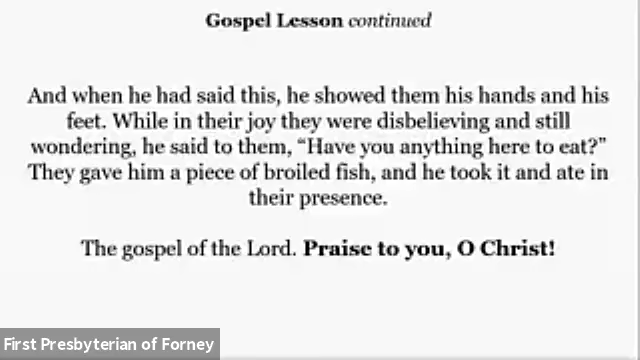 Gospel Lesson continued
And when he had said this, he showed them his hands and his
feet. While in their joy they were disbelieving and still
wondering, he said to them, “Have you anything here to eat?”
They gave him a piece of broiled fish, and he took it and ate in
their presence.
The gospel of the Lord. Praise to you, O Christ!
First Presbyterian of Forney